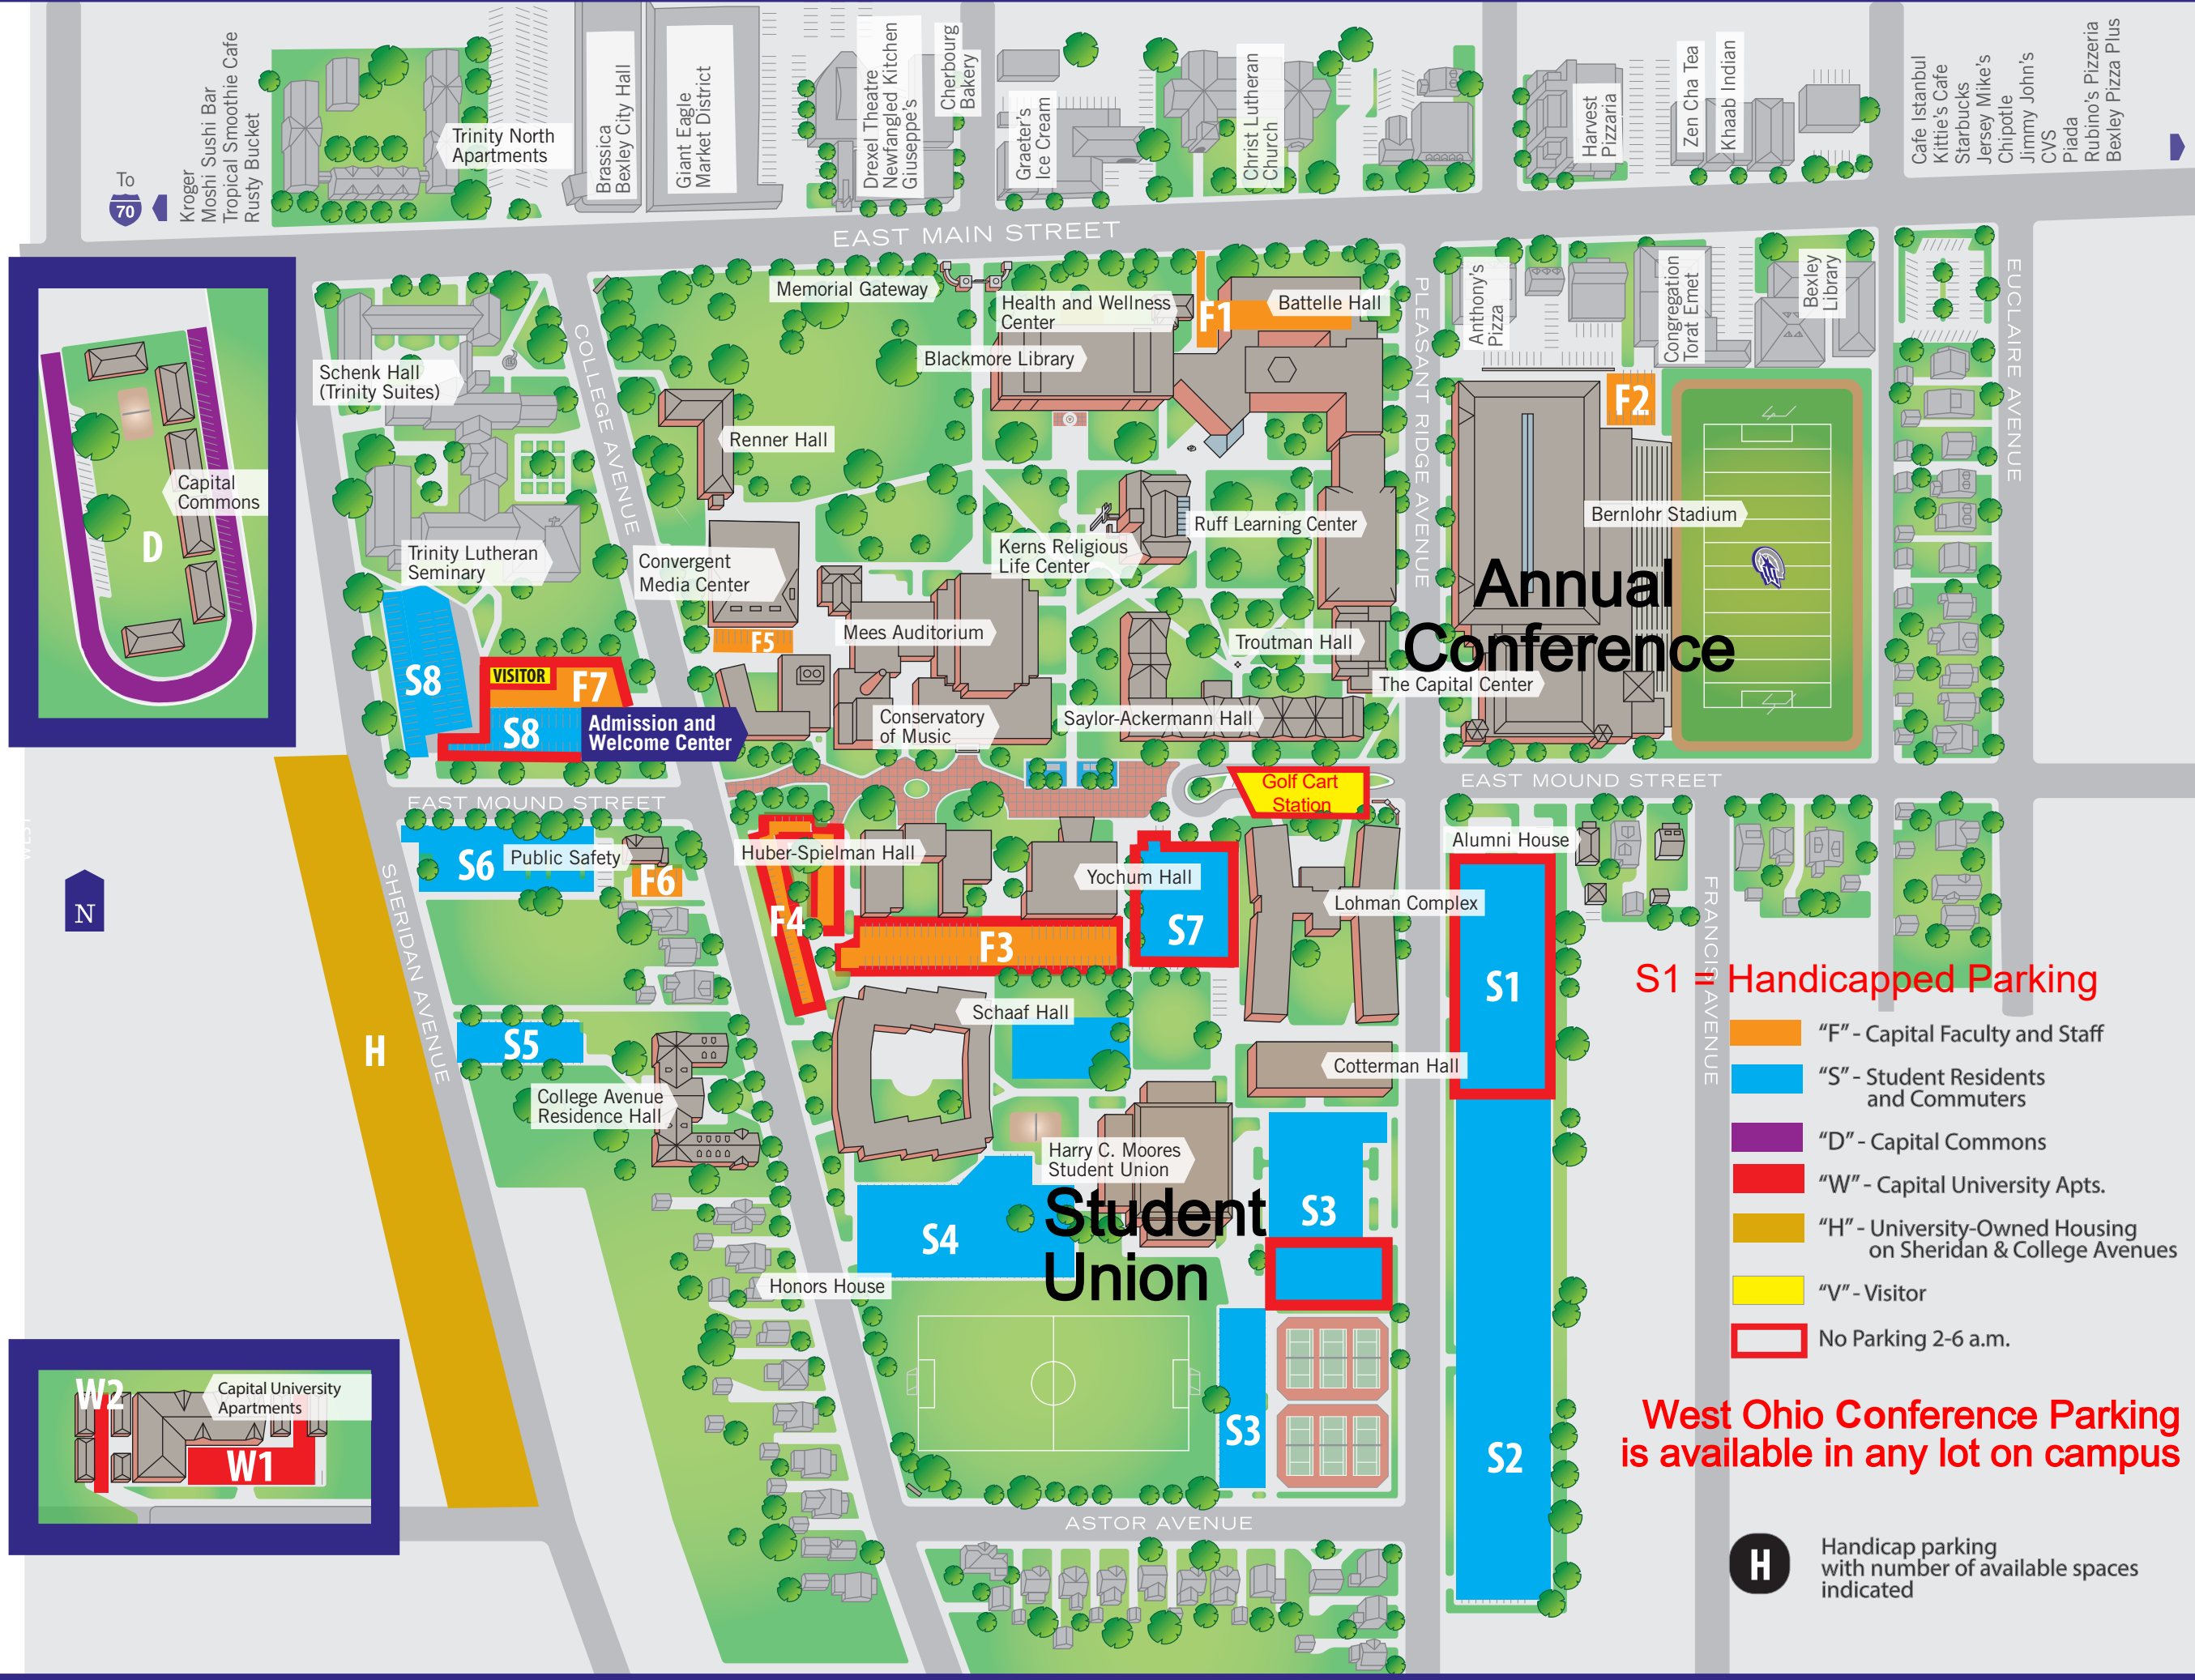 Kroger
Moshi Sushi Bar
Tropical Smoothie Cafe
Rusty Bucket
To
70
Trinity North
Apartments
Brassica
Bexley City Hall
Giant Eagle
Market District
Drexel Theatre
Newfangled Kitchen
Giuseppe's
Cherbourg
Bakery
Graeter's
Ice Cream
Christ Lutheran
Church
Harvest
Pizzaria
Zen Cha Tea
Khaab Indian
Cafe Istanbul
Kittie's Cafe
Starbucks
Jersey Mike's
Chipotle
Jimmy John's
CVS
Piada
Rubino's Pizzeria
Bexley Pizza Plus
EAST MAIN STREET
Memorial Gateway
Health and Wellness
Center
F1
Battelle Hall
Blackmore Library
PLEASANT RIDGE AVENUE
Anthony's
Pizza
Congregation
Torat Emet
Bexley
Library
EUCLAIRE AVENUE
F2
Schenk Hall
(Trinity Suites)
COLLEGE AVENUE
Renner Hall
Capital
Commons
D
Trinity Lutheran
Seminary
Convergent
Media Center
Kerns Religious
Life Center
Ruff Learning Center
Bernlohr Stadium
Annual
Conference
F5
Mees Auditorium
Troutman Hall
The Capital Center
S8
VISITOR
F7
S8
Admission and
Welcome Center
Conservatory
of Music
Saylor-Ackermann Hall
EAST MOUND STREET
Golf Cart
Station
EAST MOUND STREET
S6
Public Safety
F6
Huber-Spielman Hall
F4
F3
Yochum Hall
S7
Lohman Complex
Alumni House
S1
FRANCIS AVENUE
S1 = Handicapped Parking
N
SHERIDAN AVENUE
H
S5
College Avenue
Residence Hall
Schaaf Hall
Cotterman Hall
Harry C. Moores
Student Union
Student
Union
S4
S3
Honors House
S3
S2
“F” - Capital Faculty and Staff
“S” - Student Residents
and Commuters
“D” - Capital Commons
“W” - Capital University Apts.
“H” - University-Owned Housing
on Sheridan & College Avenues
“V” - Visitor
No Parking 2-6 a.m.
West Ohio Conference Parking
is available in any lot on campus
W2
Capital University
Apartments
W1
ASTOR AVENUE
H
Handicap parking
with number of available spaces
indicated